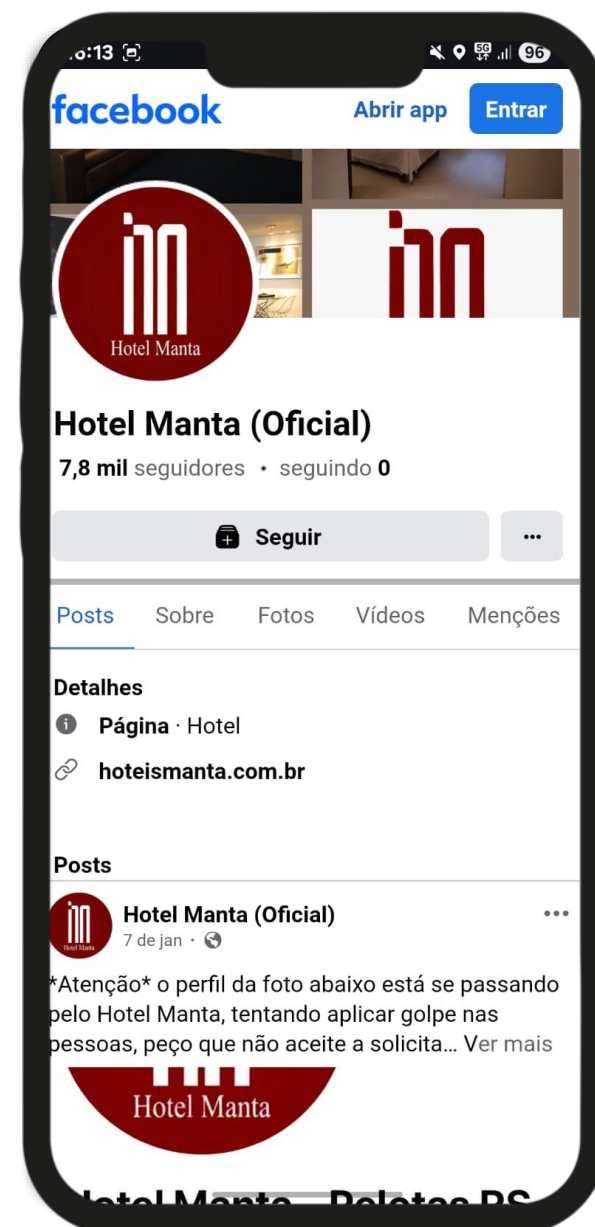 facebook
Abrir app
Entrar
Hotel Manta
Hotel Manta (Oficial)
7,8 mil seguidores • seguindo 0
Seguir
Posts Sobre Fotos Vídeos Menções
Detalhes
Página · Hotel
hoteismanta.com.br
Posts
Hotel Manta
Hotel Manta (Oficial)
7 de jan ·
*Atenção* o perfil da foto abaixo está se passando
pelo Hotel Manta, tentando aplicar golpe nas
pessoas, peço que não aceite a solicita... Ver mais
Hotel Manta